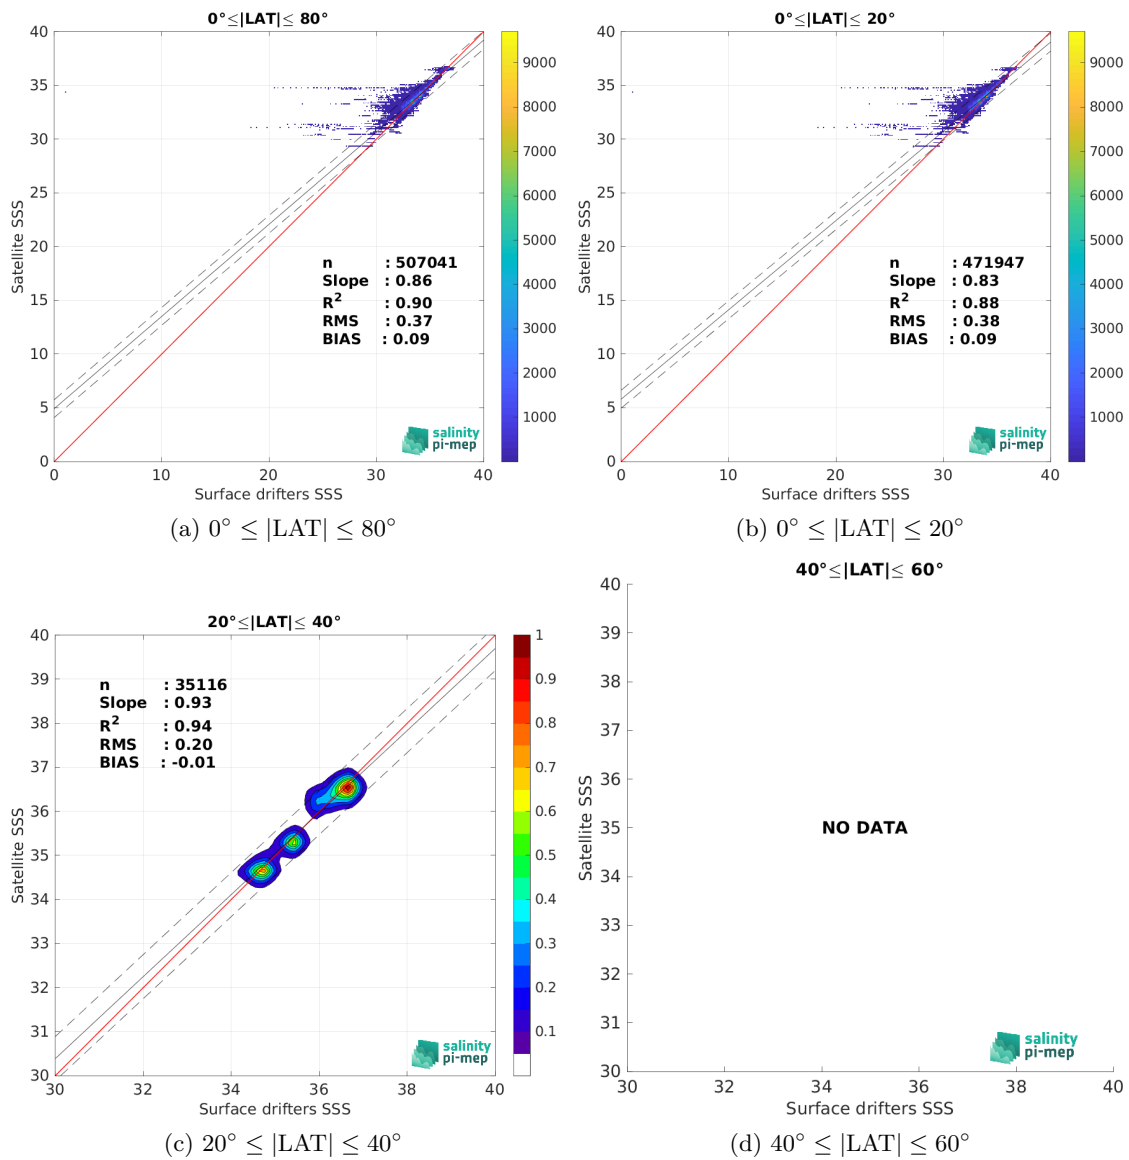 0°≤|LAT|≤ 80°
40
35
30
25
20
15
10
5
0
Satellite SSS
n : 507041
Slope : 0.86
R² : 0.90
RMS : 0.37
BIAS : 0.09
salinity
pi-mep
0 10 20 30 40
Surface drifters SSS
9000
8000
7000
6000
5000
4000
3000
2000
1000
(a) 0° ≤ |LAT| ≤ 80°
0°≤|LAT|≤ 20°
40
35
30
25
20
15
10
5
0
Satellite SSS
n : 471947
Slope : 0.83
R² : 0.88
RMS : 0.38
BIAS : 0.09
salinity
pi-mep
0 10 20 30 40
Surface drifters SSS
9000
8000
7000
6000
5000
4000
3000
2000
1000
(b) 0° ≤ |LAT| ≤ 20°
20°≤|LAT|≤ 40°
40
39
38
37
36
35
34
33
32
31
30
Satellite SSS
n : 35116
Slope : 0.93
R² : 0.94
RMS : 0.20
BIAS : -0.01
salinity
pi-mep
30 32 34 36 38 40
Surface drifters SSS
1
0.9
0.8
0.7
0.6
0.5
0.4
0.3
0.2
0.1
(c) 20° ≤ |LAT| ≤ 40°
40°≤|LAT|≤ 60°
40
39
38
37
36
35
34
33
32
31
30
Satellite SSS
NO DATA
salinity
pi-mep
30 32 34 36 38 40
Surface drifters SSS
(d) 40° ≤ |LAT| ≤ 60°